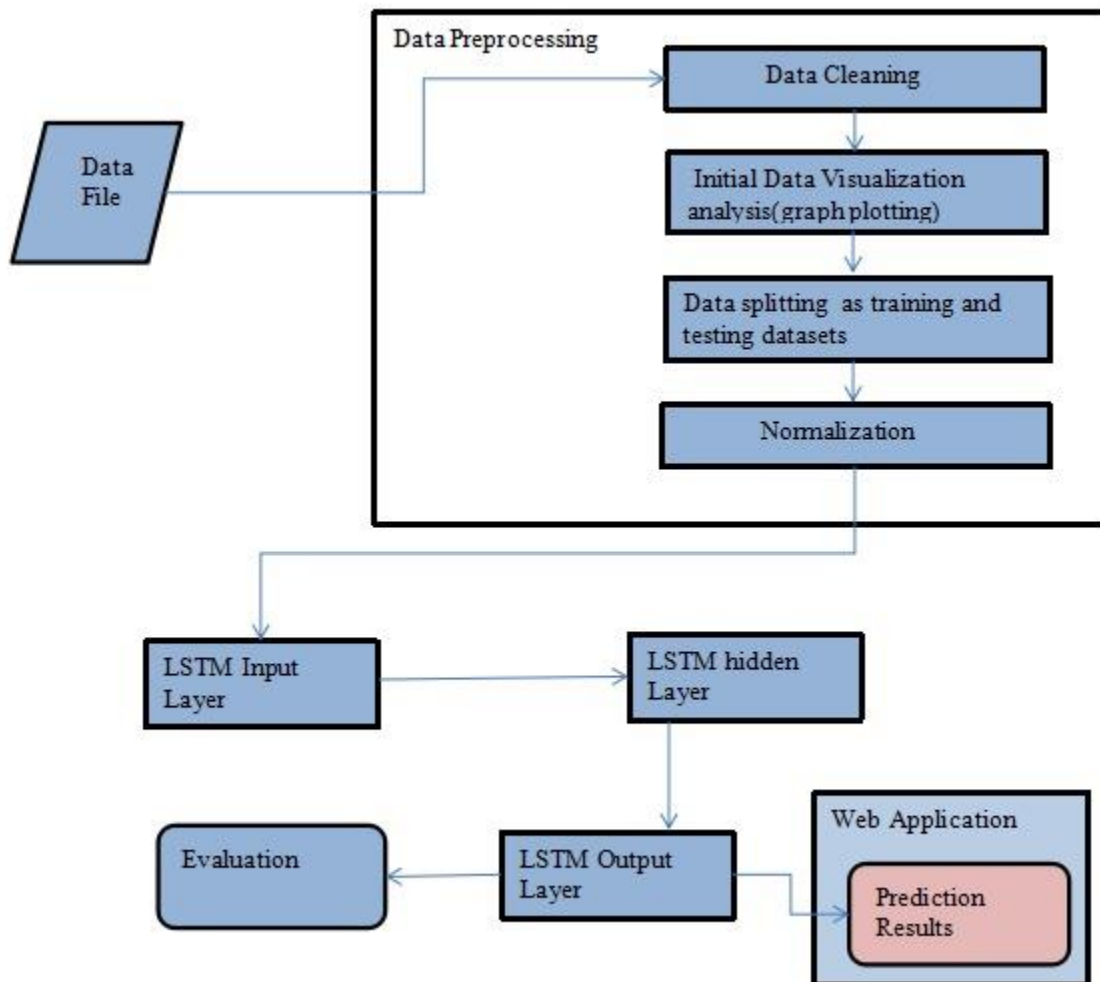 Data Preprocessing
Data Cleaning
Data
File
Initial Data Visualization
analysis(graph plotting)
Data splitting as training and
testing datasets
Normalization
LSTM Input
Layer
LSTM hidden
Layer
Evaluation
LSTM Output
Layer
Web Application
Prediction
Results